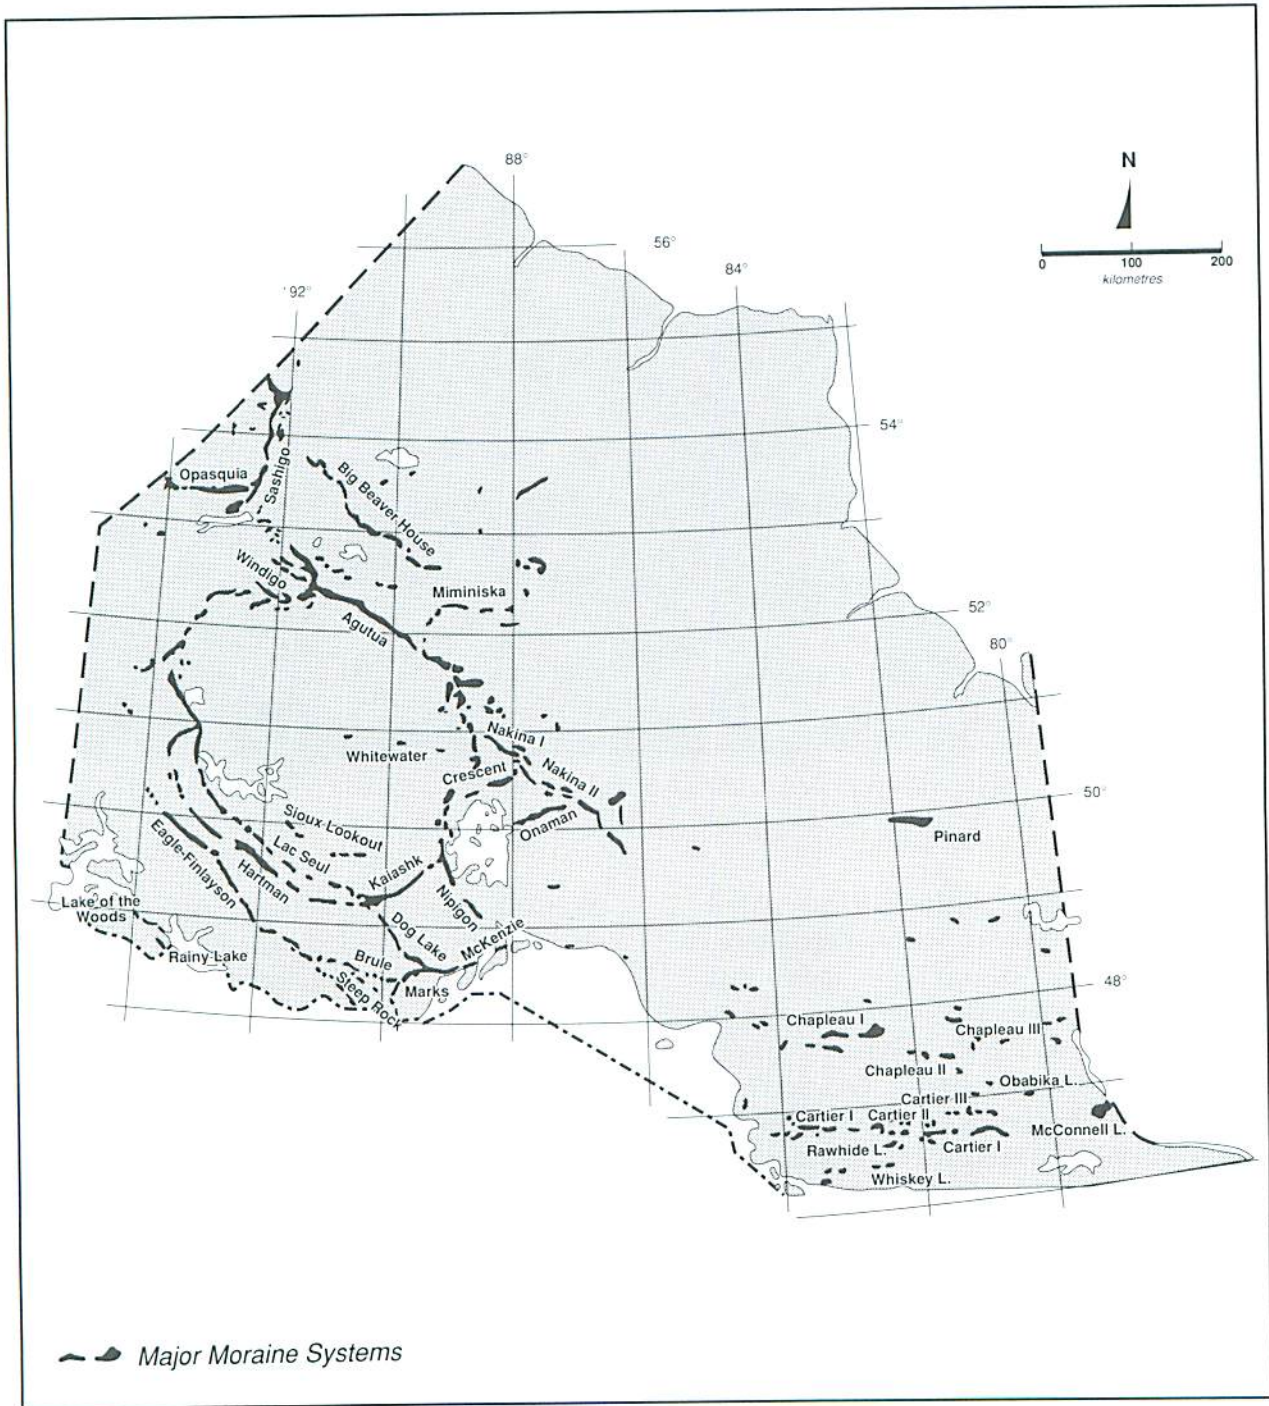 88°
N
56°
84°
0 100 200
kilometres
'92°
54°
Opasquia
Sashigo
Big Beaver House
Windigo
Miminiska
52°
Agutua
80°
Nakina I
Whitewater
Crescent
Nakina II
50°
Sioux Lookout
Onaman
Pinard
Eagle-Finlayson
Lac Seul
Hartman
Kaiashk
Nipigon
Lake of the
Woods
Dog Lake
McKenzie
Rainy Lake
Brule
Steep Rock
Marks
48°
Chapleau I
Chapleau III
Chapleau II
Obabika L.
Cartier III
Cartier I
Cartier II
McConnell L.
Rawhide L.
Cartier I
Whiskey L.
Major Moraine Systems